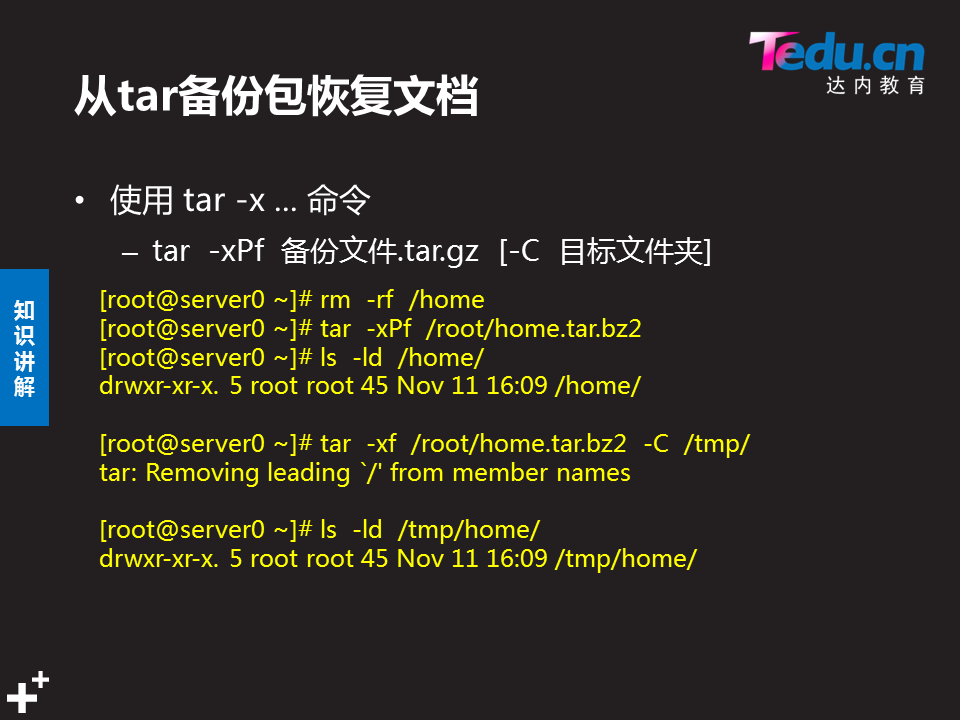 Tedu.cn
达内教育
从tar备份包恢复文档
• 使用 tar -x … 命令
– tar -xPf 备份文件.tar.gz [-C 目标文件夹]
知识讲解
[root@server0 ~]# rm -rf /home
[root@server0 ~]# tar -xPf /root/home.tar.bz2
[root@server0 ~]# ls -ld /home/
drwxr-xr-x. 5 root root 45 Nov 11 16:09 /home/
[root@server0 ~]# tar -xf /root/home.tar.bz2 -C /tmp/
tar: Removing leading `/' from member names
[root@server0 ~]# ls -ld /tmp/home/
drwxr-xr-x. 5 root root 45 Nov 11 16:09 /tmp/home/